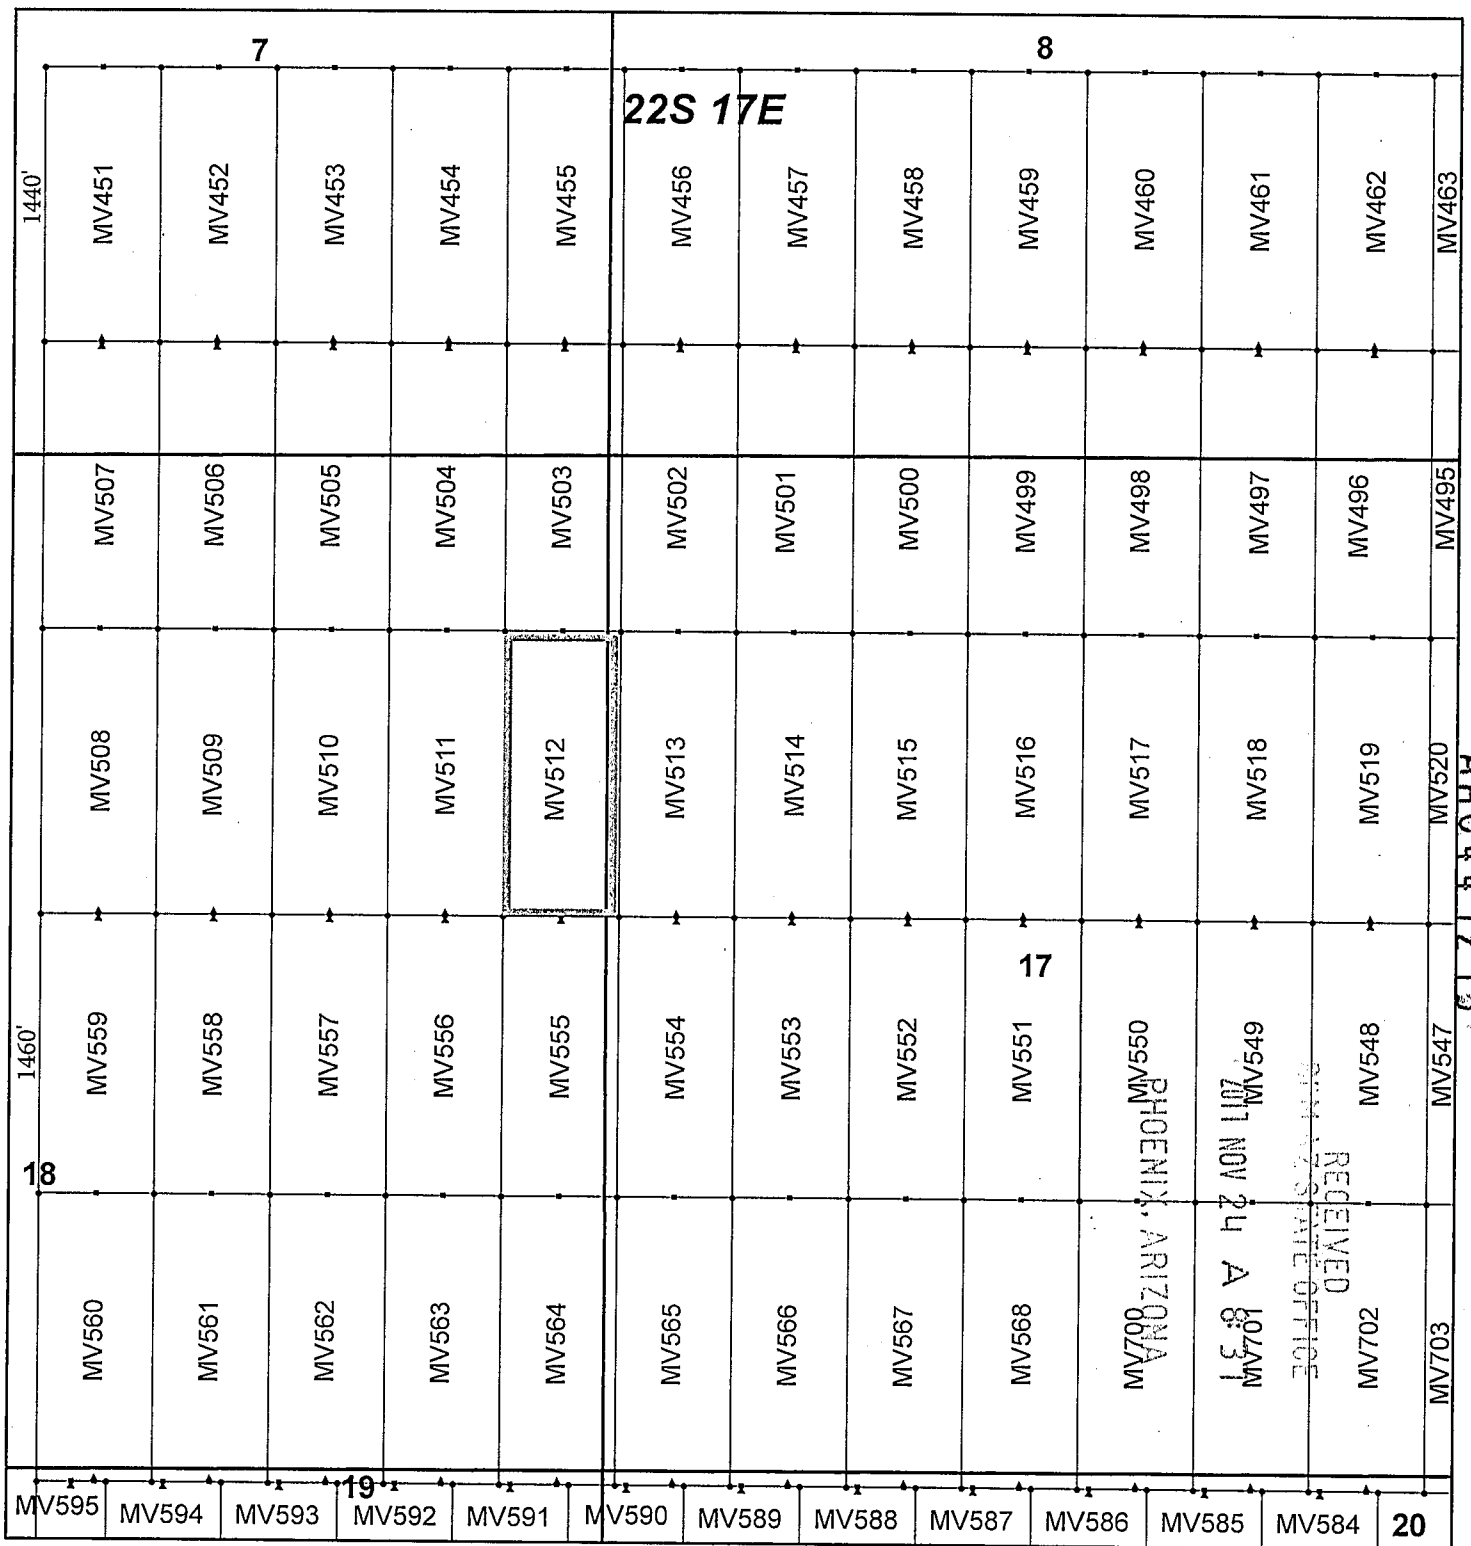 7 8
22S 17E
1440' MV451 MV452 MV453 MV454 MV455 MV456 MV457 MV458 MV459 MV460 MV461 MV462 MV463
MV507 MV506 MV505 MV504 MV503 MV502 MV501 MV500 MV499 MV498 MV497 MV496 MV495
MV508 MV509 MV510 MV511 MV512 MV513 MV514 MV515 MV516 MV517 MV518 MV519 MV520
17
1460' MV559 MV558 MV557 MV556 MV555 MV554 MV553 MV552 MV551 MV550 MV549 MV548 MV547
18
MV560 MV561 MV562 MV563 MV564 MV565 MV566 MV567 MV568 MV700 MV701 MV702 MV703
RECEIVED
STATE OFFICE
2011 NOV 24 A 8:31
PHOENIX, ARIZONA
19
MV595 MV594 MV593 MV592 MV591 MV590 MV589 MV588 MV587 MV586 MV585 MV584 20